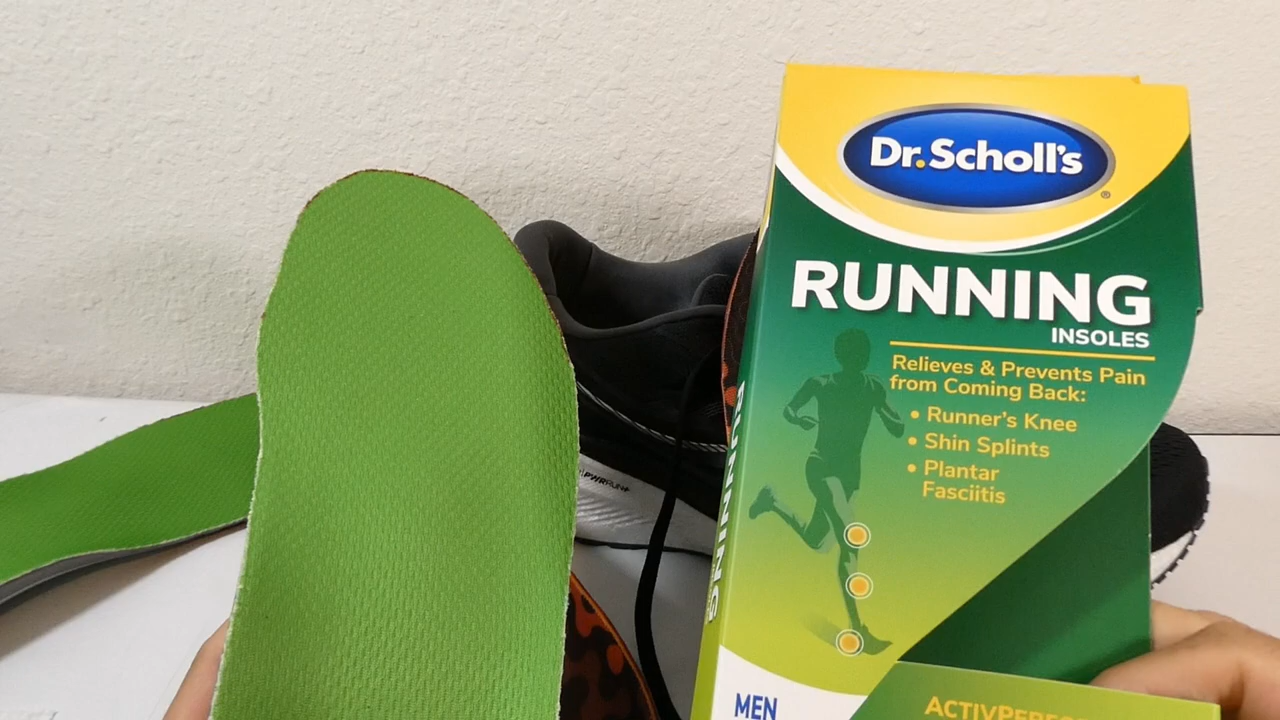 Dr.Scholl's
®
RUNNING
INSOLES
Relieves & Prevents Pain
from Coming Back:
• Runner's Knee
• Shin Splints
• Plantar
Fasciitis
RUNNING
PWRRUN+
MEN